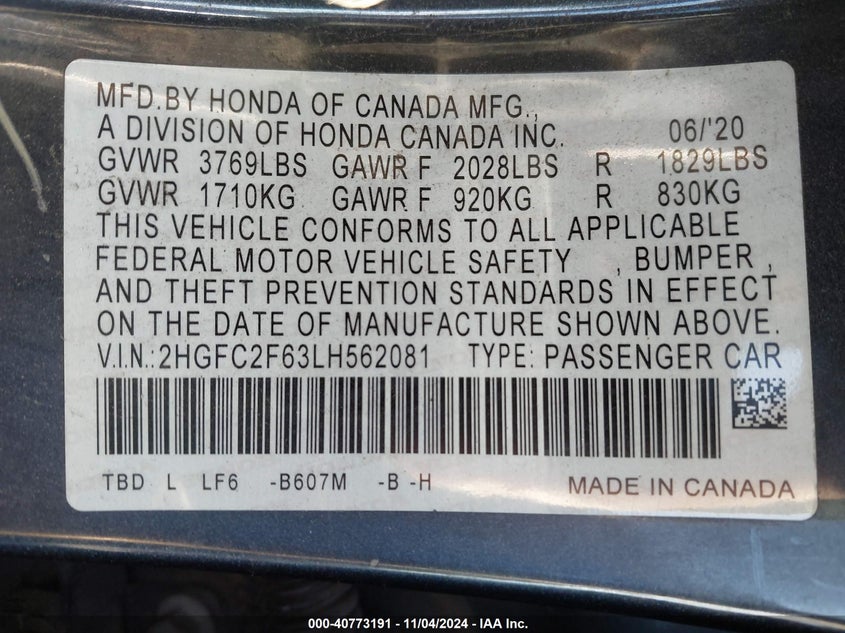 MFD.BY HONDA OF CANADA MFG.,
A DIVISION OF HONDA CANADA INC. 06/'20
GVWR 3769LBS GAWR F 2028LBS R 1829LBS
GVWR 1710KG GAWR F 920KG R 830KG
THIS VEHICLE CONFORMS TO ALL APPLICABLE
FEDERAL MOTOR VEHICLE SAFETY , BUMPER ,
AND THEFT PREVENTION STANDARDS IN EFFECT
ON THE DATE OF MANUFACTURE SHOWN ABOVE.
V.I.N.:2HGFC2F63LH562081 TYPE: PASSENGER CAR
TBD L LF6 -B607M -B -H MADE IN CANADA
000-40773191 - 11/04/2024 - IAA Inc.